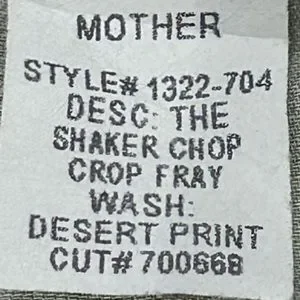 MOTHER
STYLE# 1322-704
DESC: THE
SHAKER CHOP
CROP FRAY
WASH:
DESERT PRINT
CUT# 700668